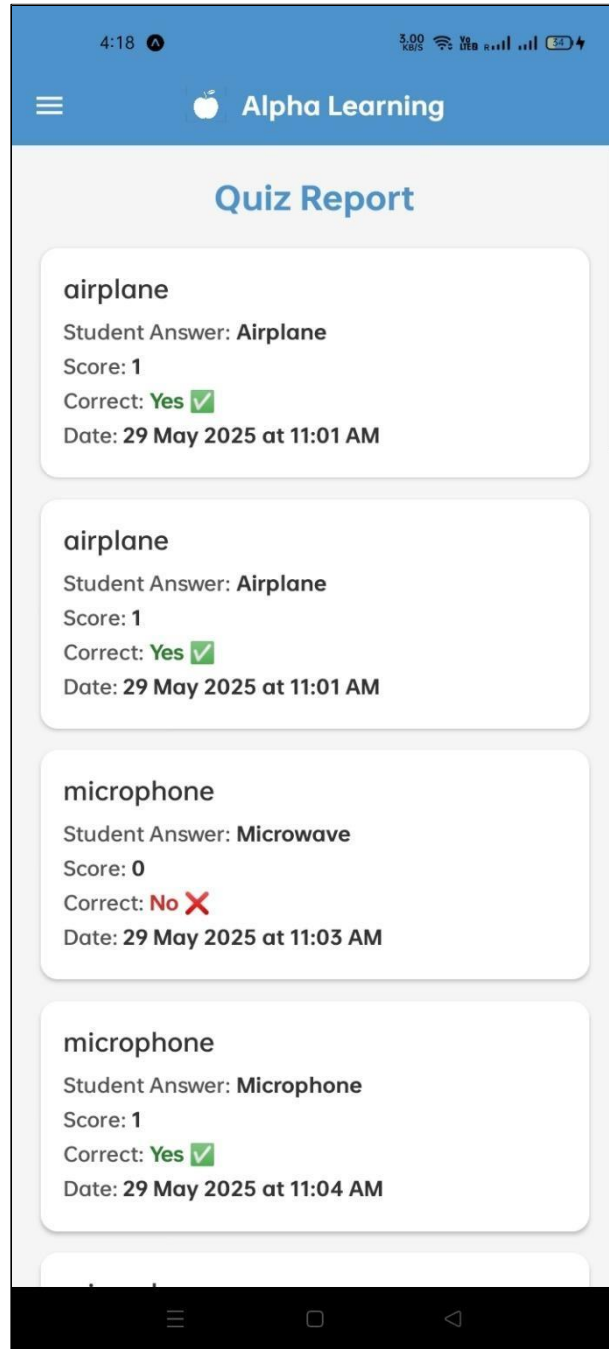 4:18
3.00 KB/S Vo LTE B R 34
Alpha Learning
Quiz Report
airplane
Student Answer: Airplane
Score: 1
Correct: Yes ✅
Date: 29 May 2025 at 11:01 AM
airplane
Student Answer: Airplane
Score: 1
Correct: Yes ✅
Date: 29 May 2025 at 11:01 AM
microphone
Student Answer: Microwave
Score: 0
Correct: No ❌
Date: 29 May 2025 at 11:03 AM
microphone
Student Answer: Microphone
Score: 1
Correct: Yes ✅
Date: 29 May 2025 at 11:04 AM